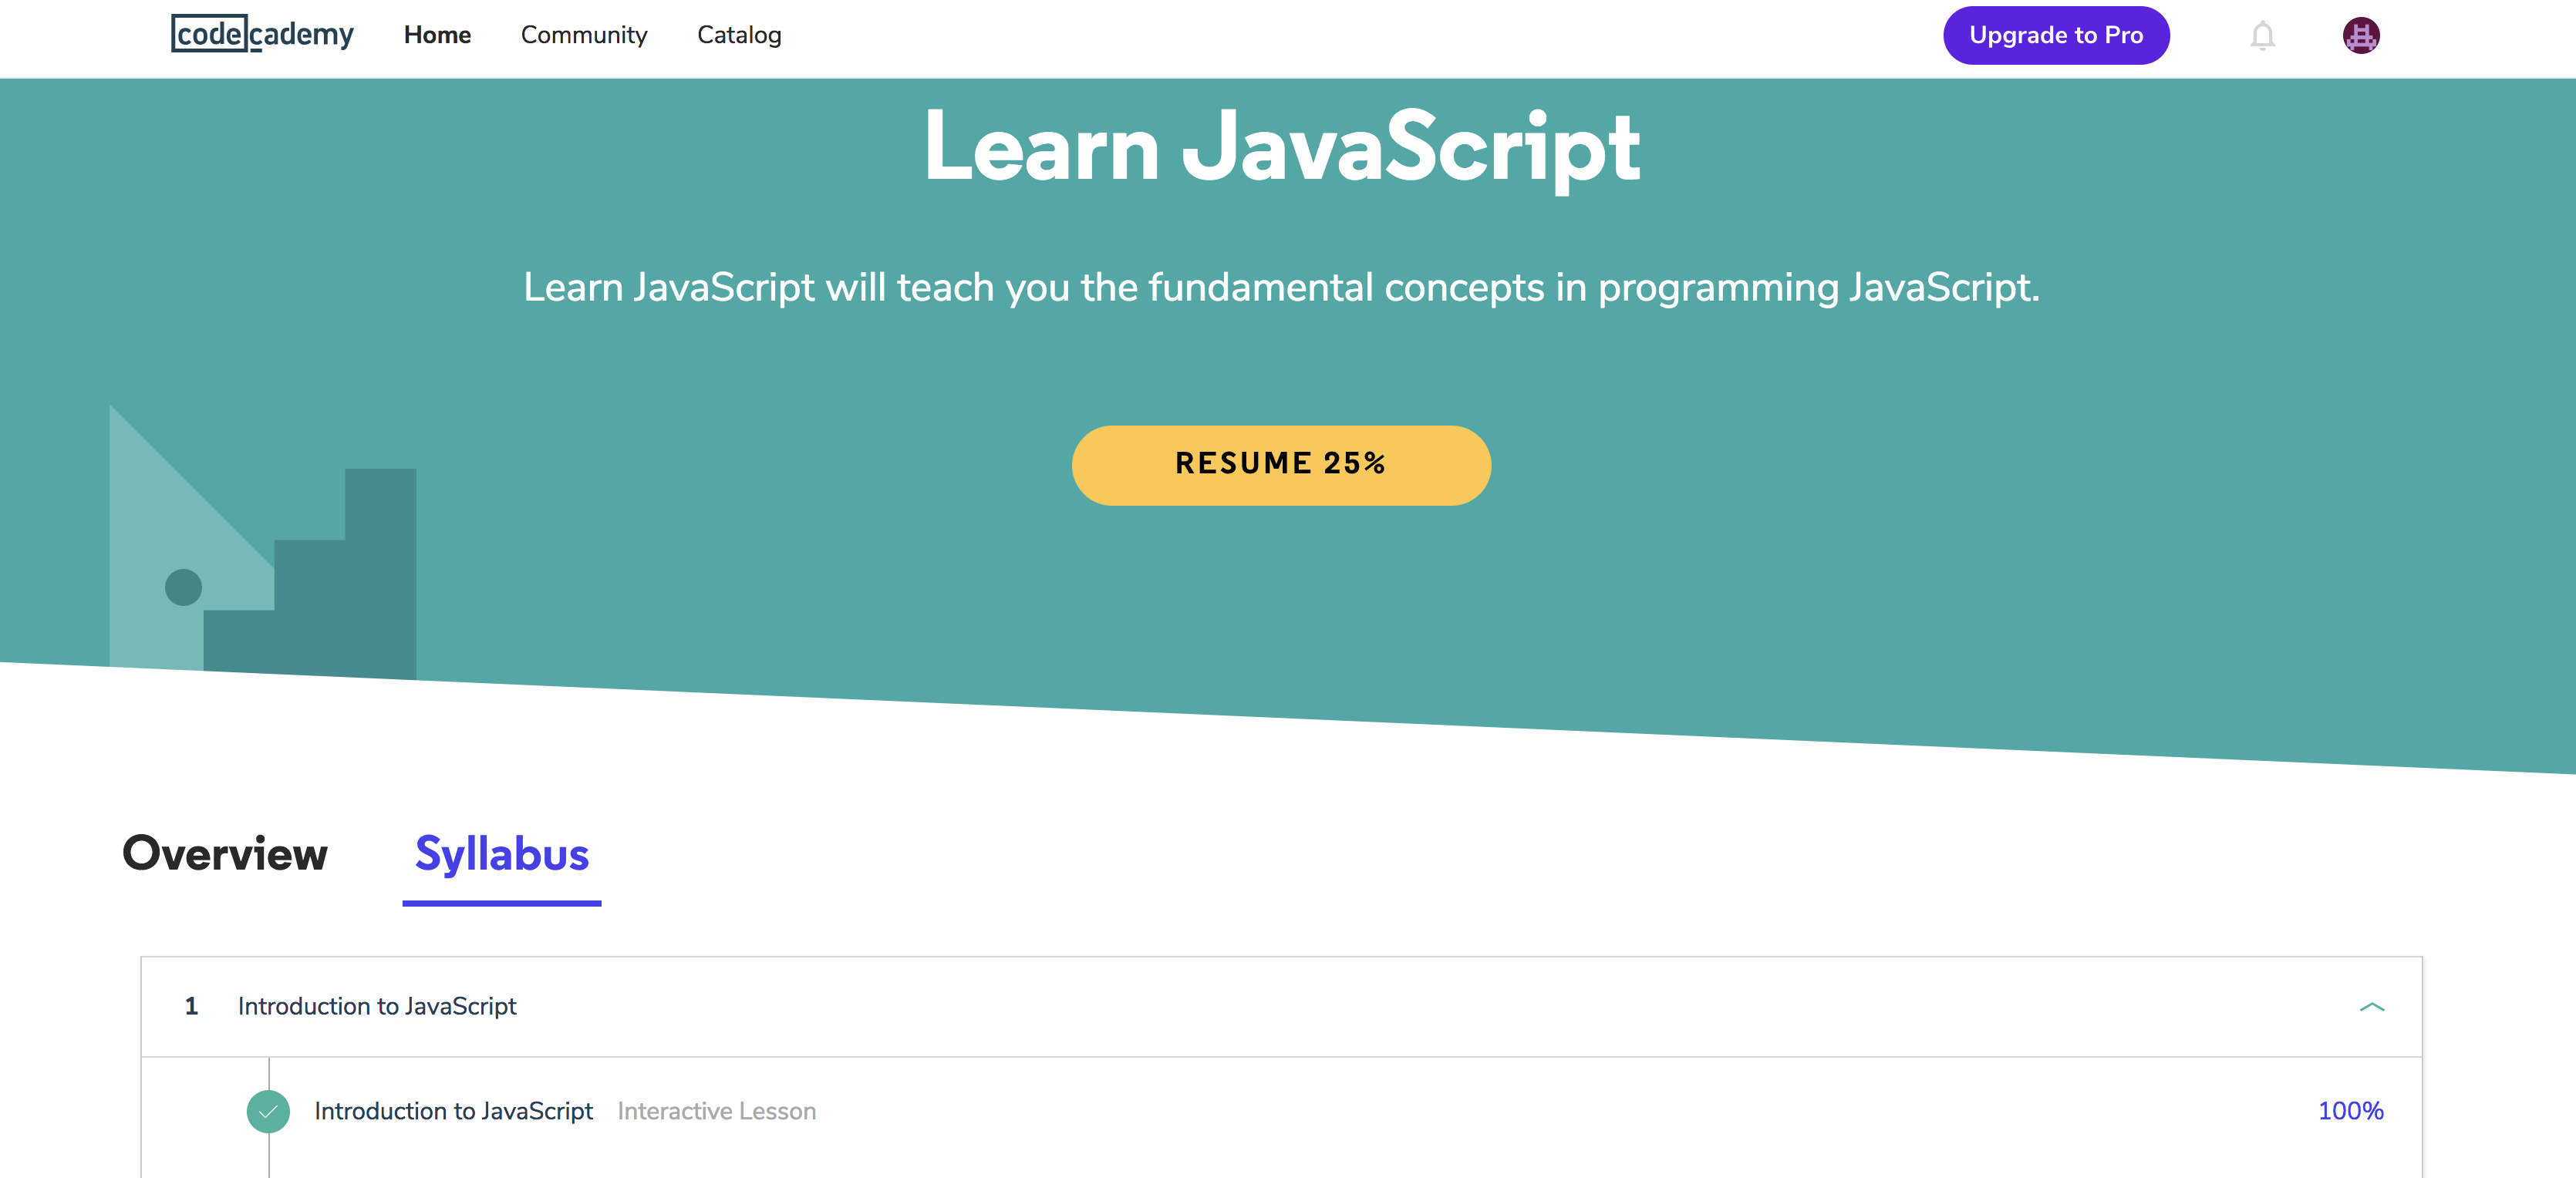 codecademy Home Community Catalog Upgrade to Pro
Learn JavaScript
Learn JavaScript will teach you the fundamental concepts in programming JavaScript.
RESUME 25%
Overview Syllabus
1 Introduction to JavaScript
Introduction to JavaScript Interactive Lesson 100%